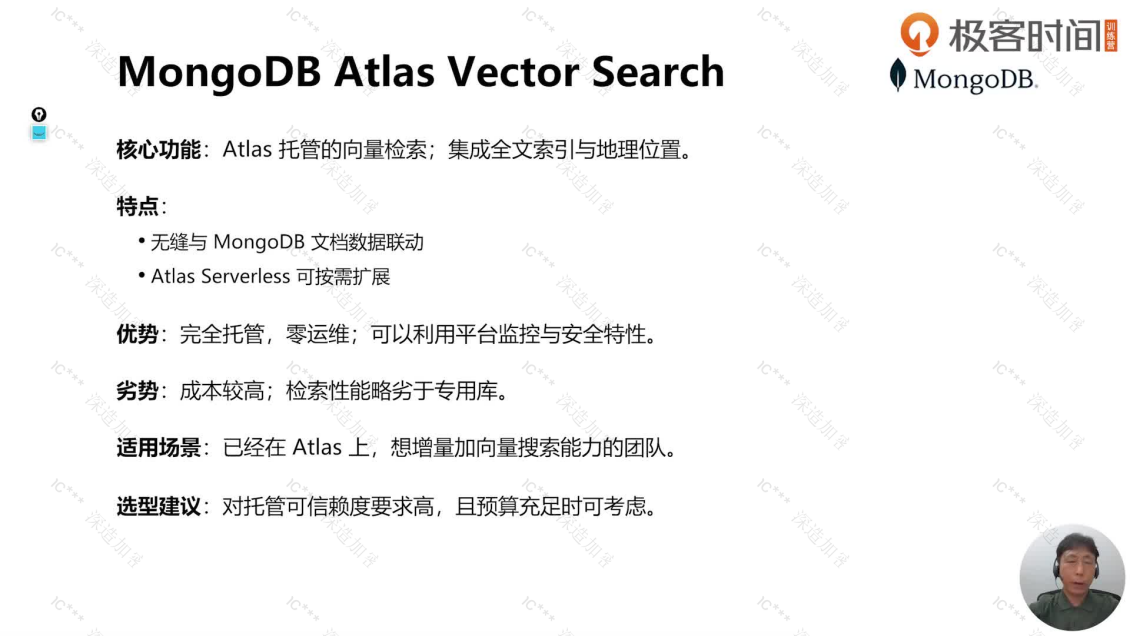 MongoDB Atlas Vector Search
极客时间
训练营
MongoDB.
核心功能：Atlas 托管的向量检索；集成全文索引与地理位置。
特点：
• 无缝与 MongoDB 文档数据联动
• Atlas Serverless 可按需扩展
优势：完全托管，零运维；可以利用平台监控与安全特性。
劣势：成本较高；检索性能略劣于专用库。
适用场景：已经在 Atlas 上，想增量加向量搜索能力的团队。
选型建议：对托管可信赖度要求高，且预算充足时可考虑。